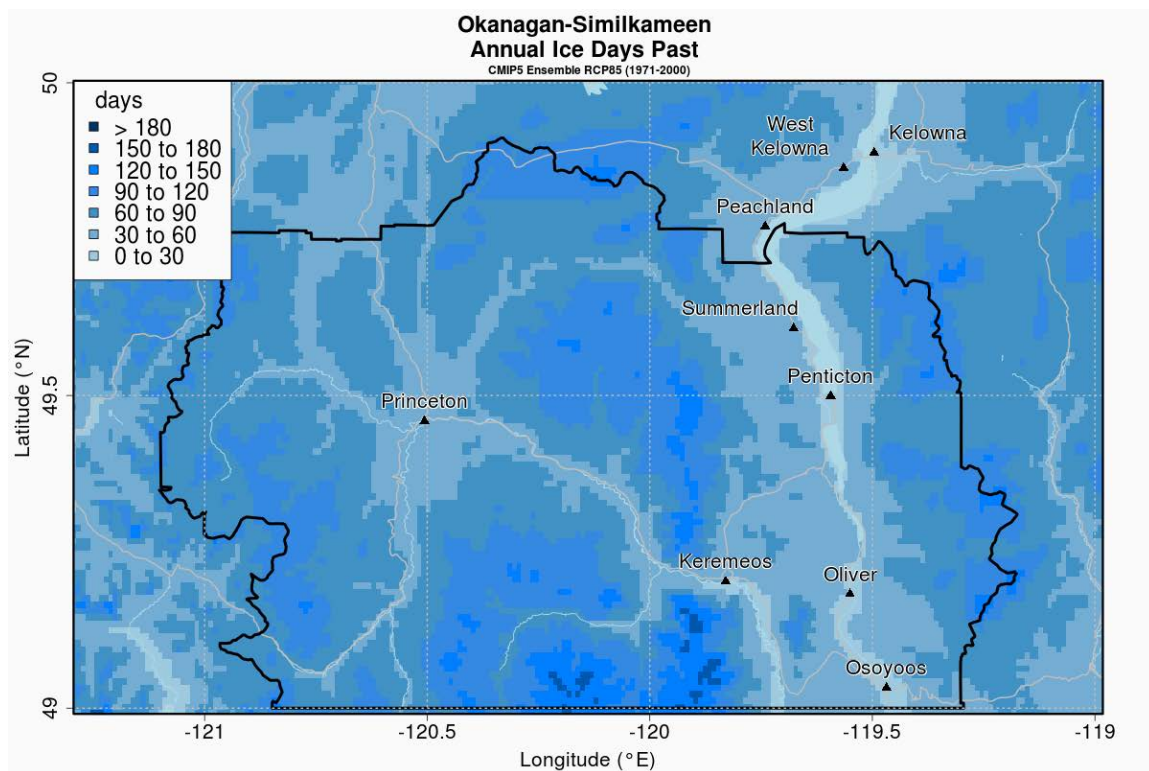 Okanagan-Similkameen
Annual Ice Days Past
CMIP5 Ensemble RCP85 (1971-2000)
days
> 180
150 to 180
120 to 150
90 to 120
60 to 90
30 to 60
0 to 30
West
Kelowna
Kelowna
Peachland
Summerland
Penticton
Princeton
Keremeos
Oliver
Osoyoos
50
49.5
49
Latitude (°N)
-121
-120.5
-120
-119.5
-119
Longitude (°E)